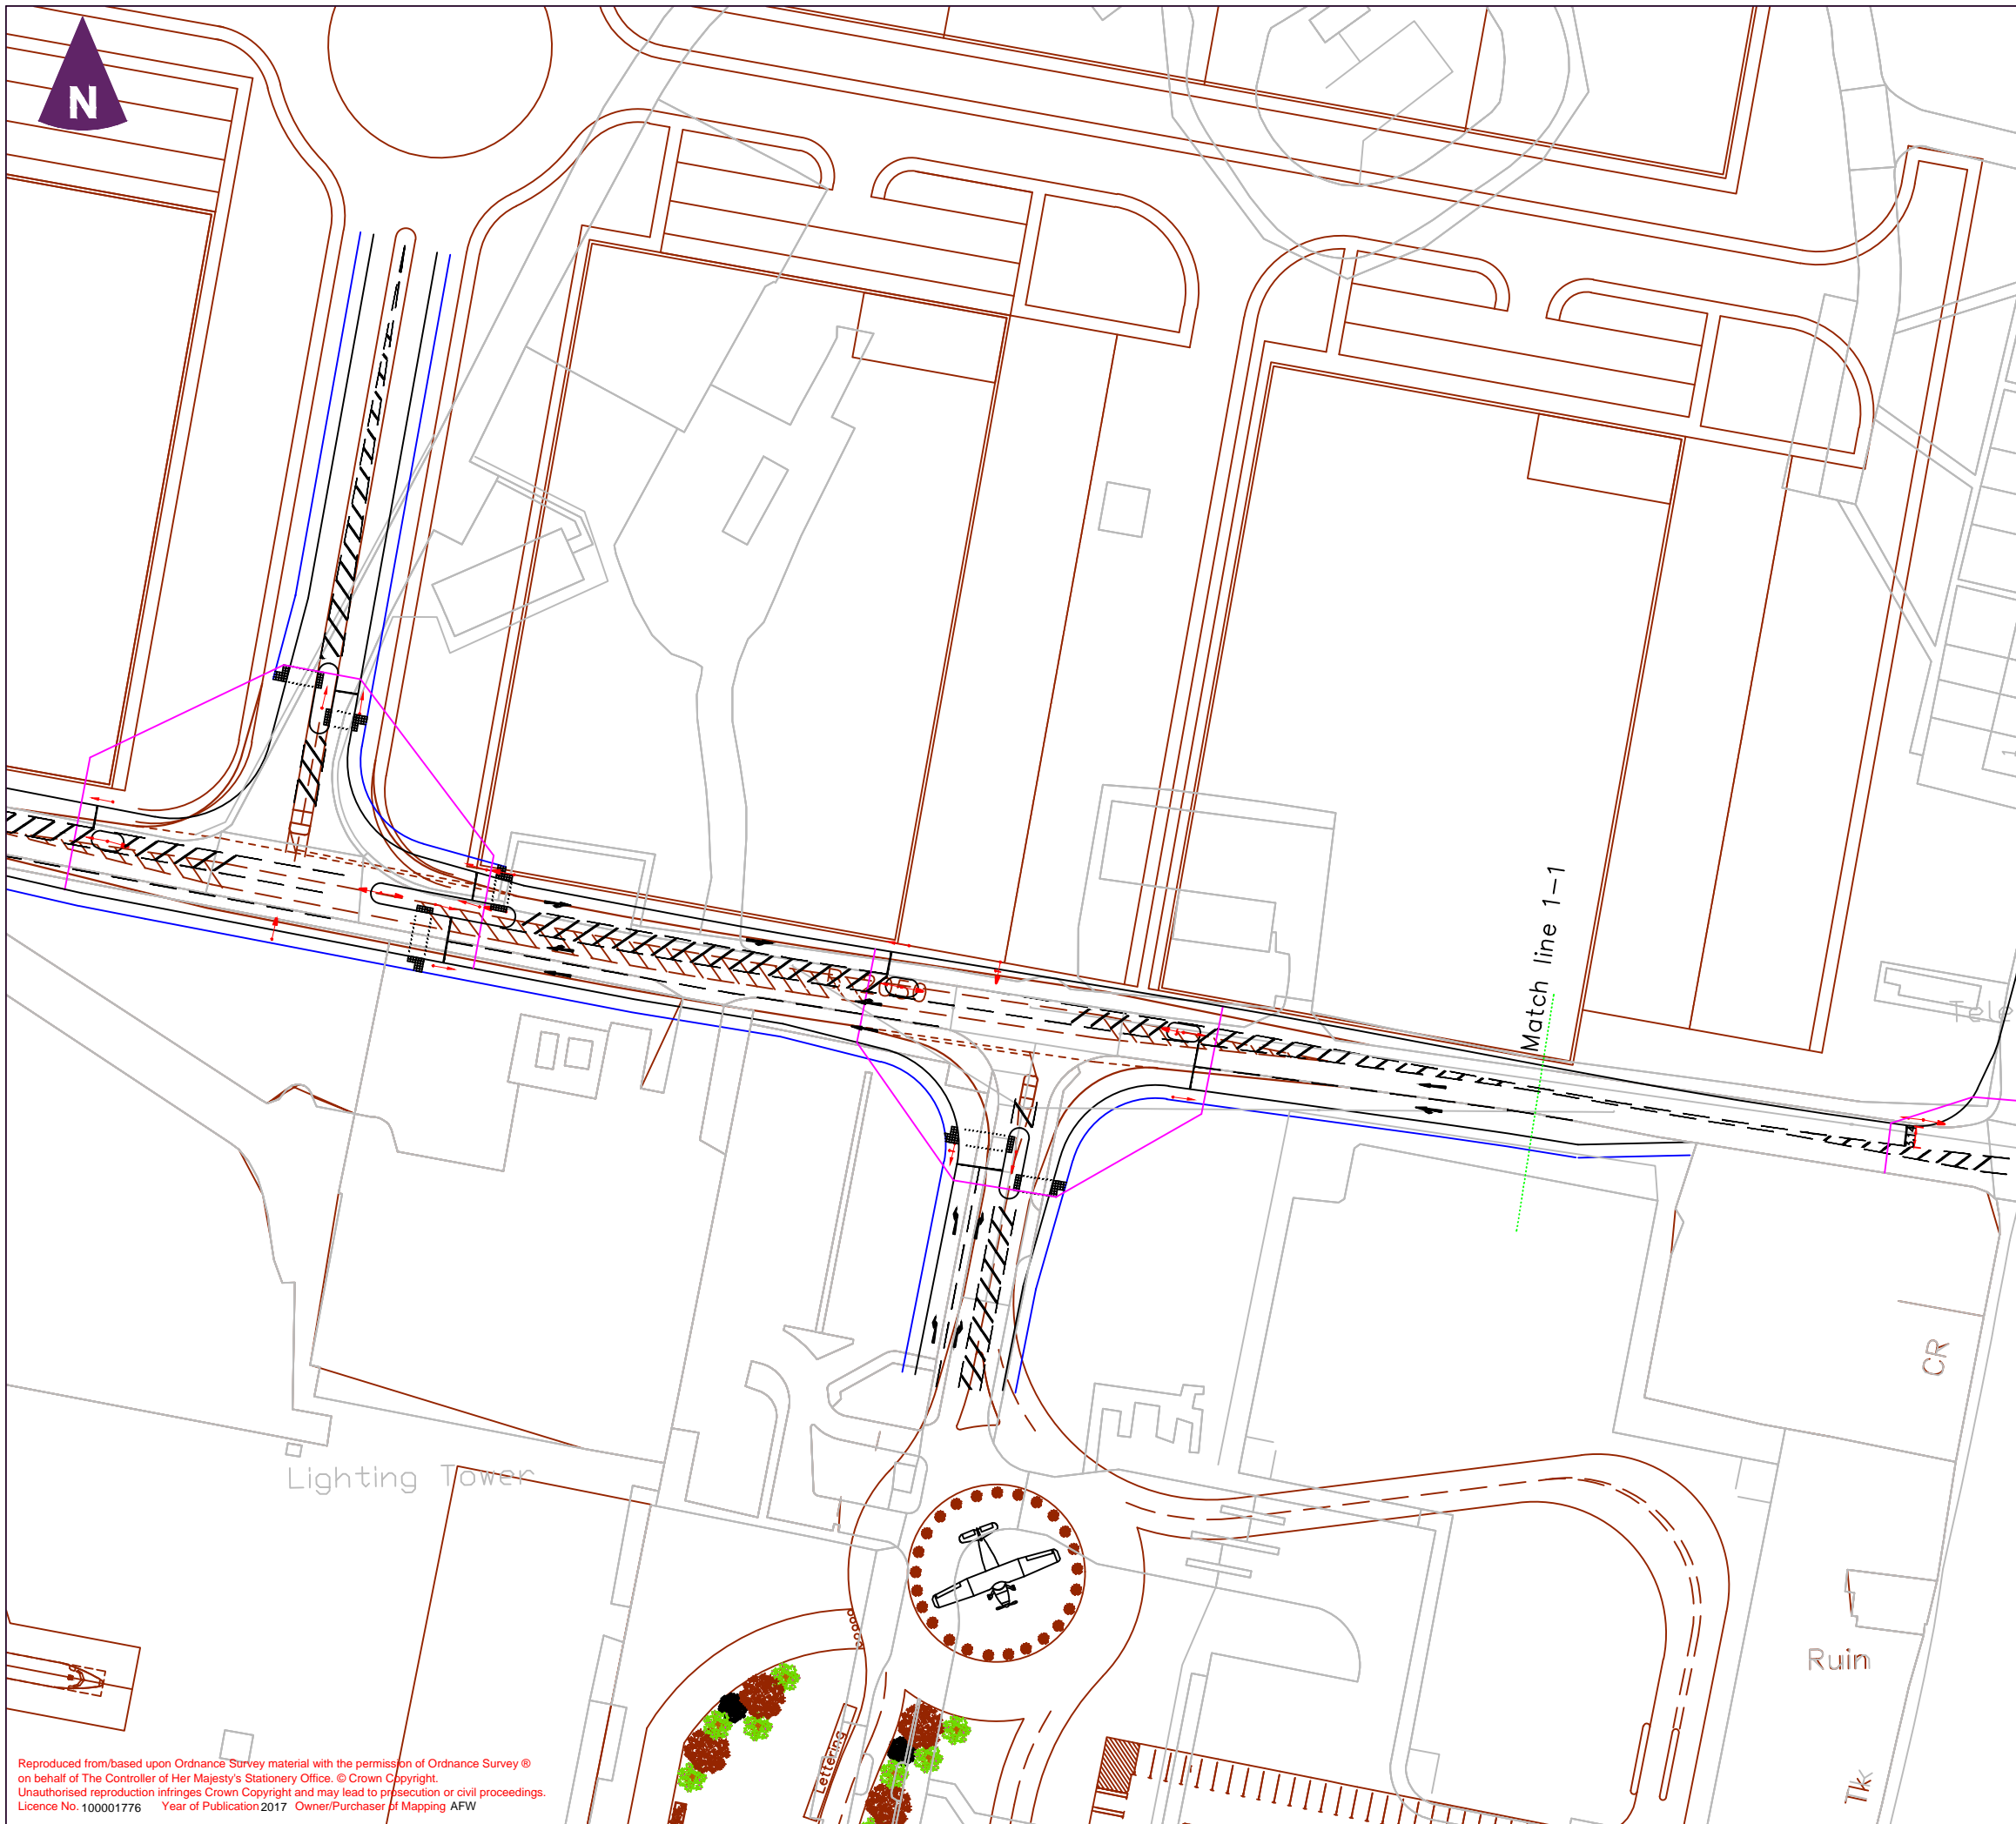 N
Match line 1-1
CR
Lighting Tower
Ruin
Lettering
Tk
Reproduced from/based upon Ordnance Survey material with the permission of Ordnance Survey ®
on behalf of The Controller of Her Majesty's Stationery Office. © Crown Copyright.
Unauthorised reproduction infringes Crown Copyright and may lead to prosecution or civil proceedings.
Licence No. 100001776 Year of Publication 2017 Owner/Purchaser of Mapping AFW